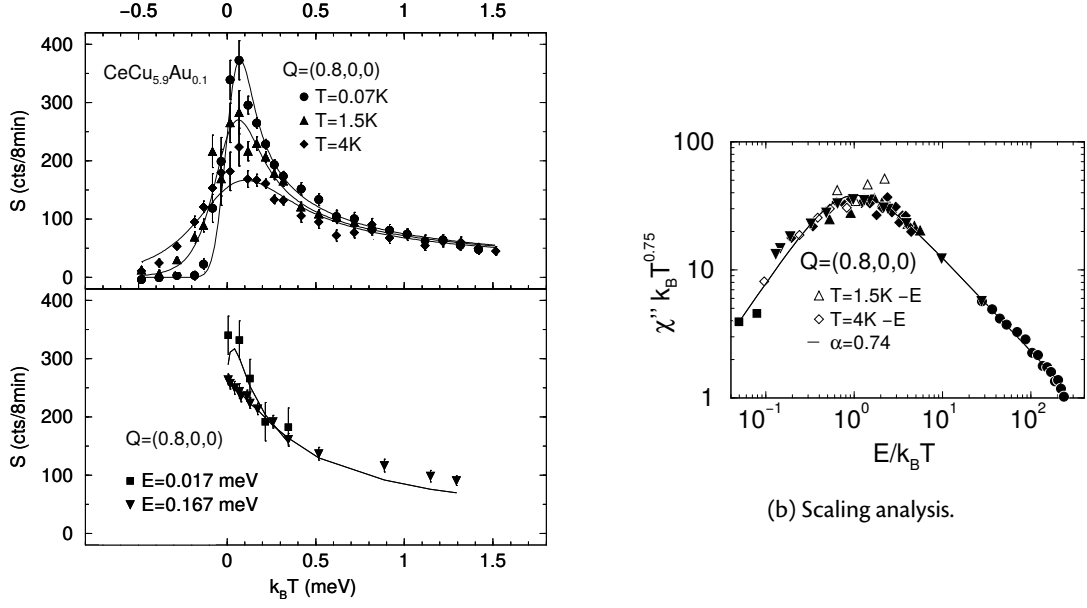 −0.5 0 0.5 1 1.5
400
300
200
100
0
S (cts/8min)
CeCu5.9Au0.1
Q=(0.8,0,0)
T=0.07K
T=1.5K
T=4K
400
300
200
100
0
S (cts/8min)
Q=(0.8,0,0)
E=0.017 meV
E=0.167 meV
0 0.5 1 1.5
kBT (meV)
100
10
1
χ’’ kBT0.75
Q=(0.8,0,0)
T=1.5K −E
T=4K −E
α=0.74
10−1 100 101 102
E/kBT
(b) Scaling analysis.